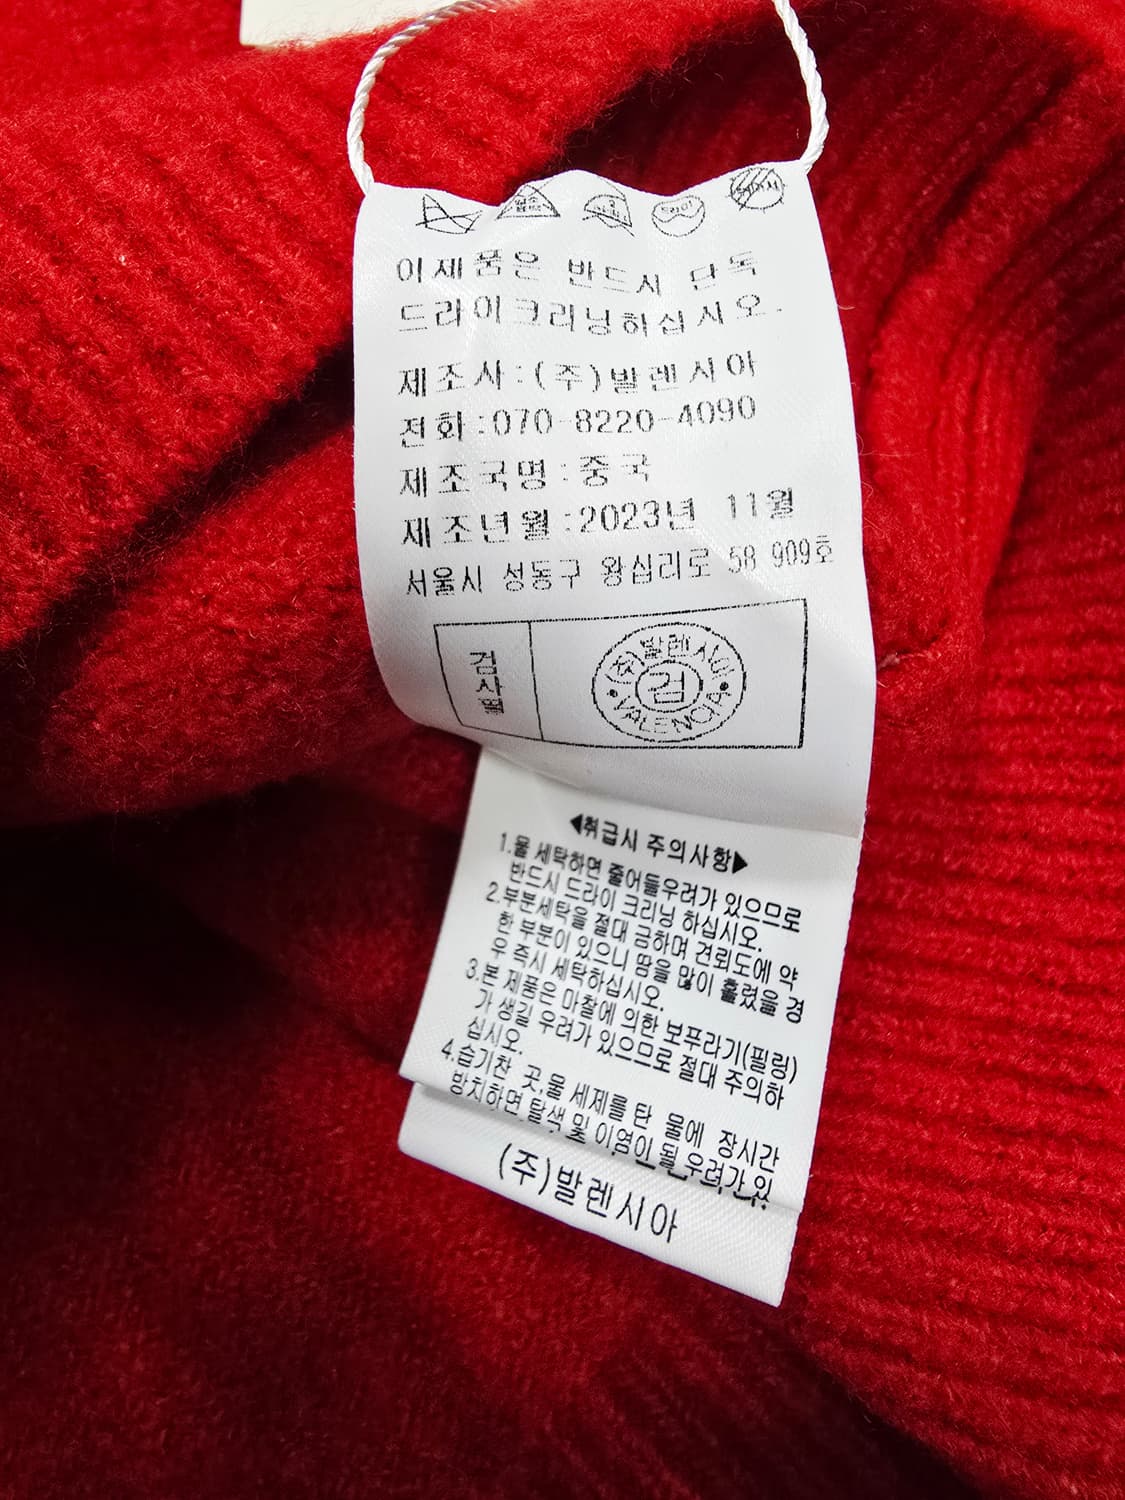 드라이
이제품은 반드시 단독
드라이크리닝하십시오.
제조사:(주)발렌시아
전화:070-8220-4090
제조국명:중국
제조년월:2023년 11월
서울시 성동구 왕십리로 58 909호
검사필
(주)발렌시아
검
VALENCIA
◀취급시 주의사항▶
1.물 세탁하면 줄어들우려가 있으므로
반드시 드라이 크리닝 하십시오.
2.부분세탁을 절대 금하며 견뢰도에 약
한 부분이 있으니 땀을 많이 흘렸을 경
우 즉시 세탁하십시오.
3.본 제품은 마찰에 의한 보푸라기(필링)
가 생길 우려가 있으므로 절대 주의하
십시오.
4.습기찬 곳,물 세제를 탄 물에 장시간
방치하면 탈색 및 이염이 될 우려가 있
(주)발렌시아